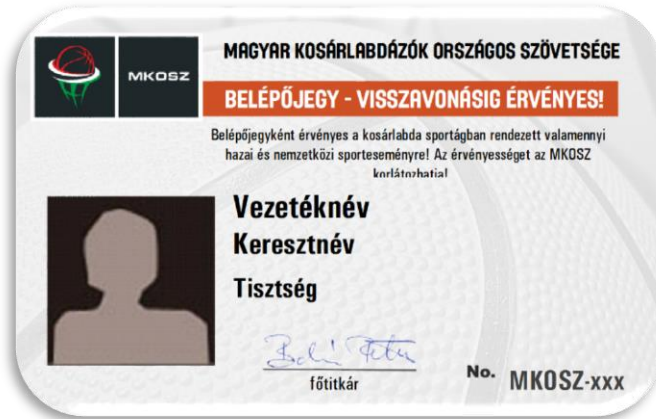 MKOSZ
MAGYAR KOSÁRLABDÁZÓK ORSZÁGOS SZÖVETSÉGE
BELÉPŐJEGY - VISSZAVONÁSIG ÉRVÉNYES!
Belépőjegyként érvényes a kosárlabda sportágban rendezett valamennyi
hazai és nemzetközi sporteseményre! Az érvényességet az MKOSZ
korlátozhatja!
Vezetéknév
Keresztnév
Tisztség
főtitkár
No. MKOSZ-xxx